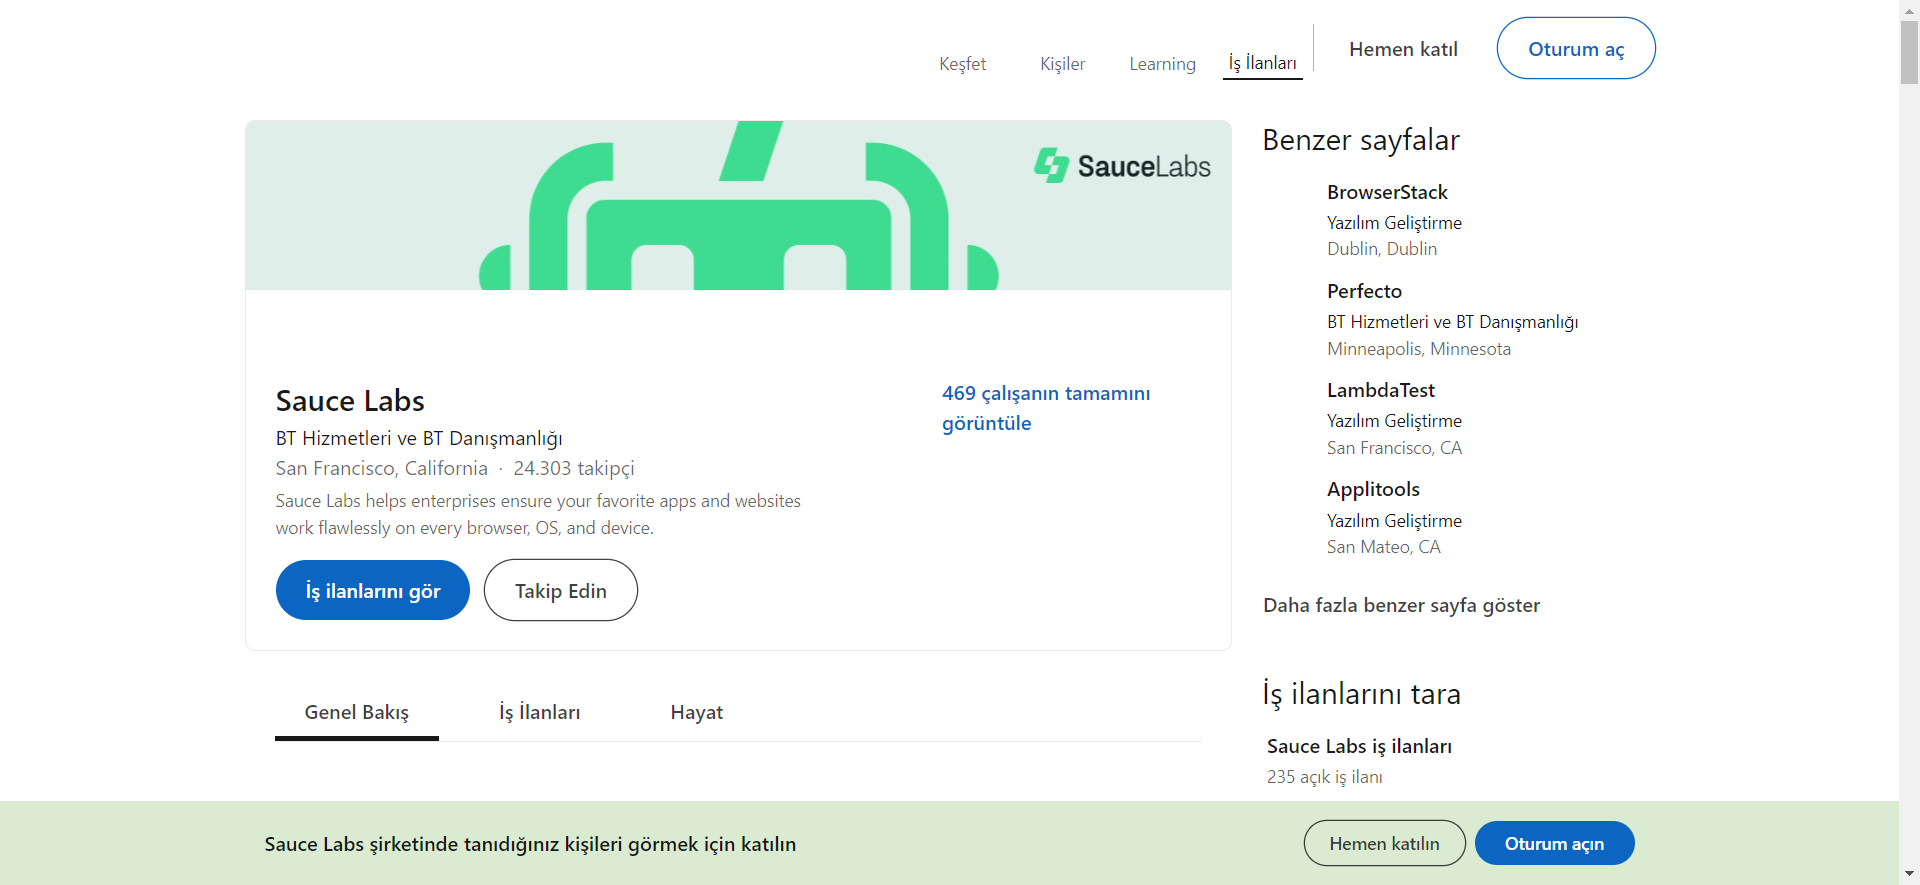 Keşfet
Kişiler
Learning
İş İlanları
Hemen katıl
Oturum aç
SauceLabs
Sauce Labs
BT Hizmetleri ve BT Danışmanlığı
San Francisco, California · 24.303 takipçi
Sauce Labs helps enterprises ensure your favorite apps and websites
work flawlessly on every browser, OS, and device.
469 çalışanın tamamını
görüntüle
İş ilanlarını gör
Takip Edin
Genel Bakış
İş İlanları
Hayat
Benzer sayfalar
BrowserStack
Yazılım Geliştirme
Dublin, Dublin
Perfecto
BT Hizmetleri ve BT Danışmanlığı
Minneapolis, Minnesota
LambdaTest
Yazılım Geliştirme
San Francisco, CA
Applitools
Yazılım Geliştirme
San Mateo, CA
Daha fazla benzer sayfa göster
İş ilanlarını tara
Sauce Labs iş ilanları
235 açık iş ilanı
Sauce Labs şirketinde tanıdığınız kişileri görmek için katılın
Hemen katılın
Oturum açın